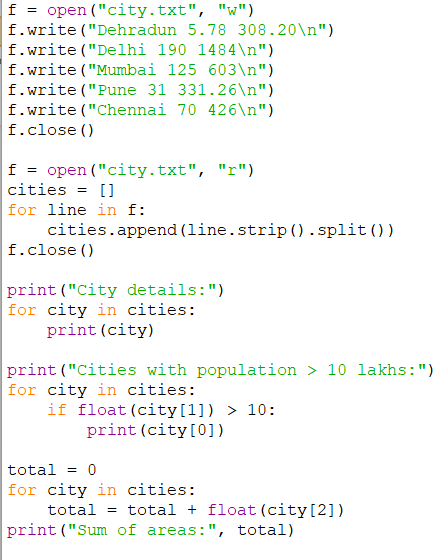 f = open("city.txt", "w")
f.write("Dehradun 5.78 308.20\n")
f.write("Delhi 190 1484\n")
f.write("Mumbai 125 603\n")
f.write("Pune 31 331.26\n")
f.write("Chennai 70 426\n")
f.close()

f = open("city.txt", "r")
cities = []
for line in f:
    cities.append(line.strip().split())
f.close()

print("City details:")
for city in cities:
    print(city)

print("Cities with population > 10 lakhs:")
for city in cities:
    if float(city[1]) > 10:
        print(city[0])

total = 0
for city in cities:
    total = total + float(city[2])
print("Sum of areas:", total)